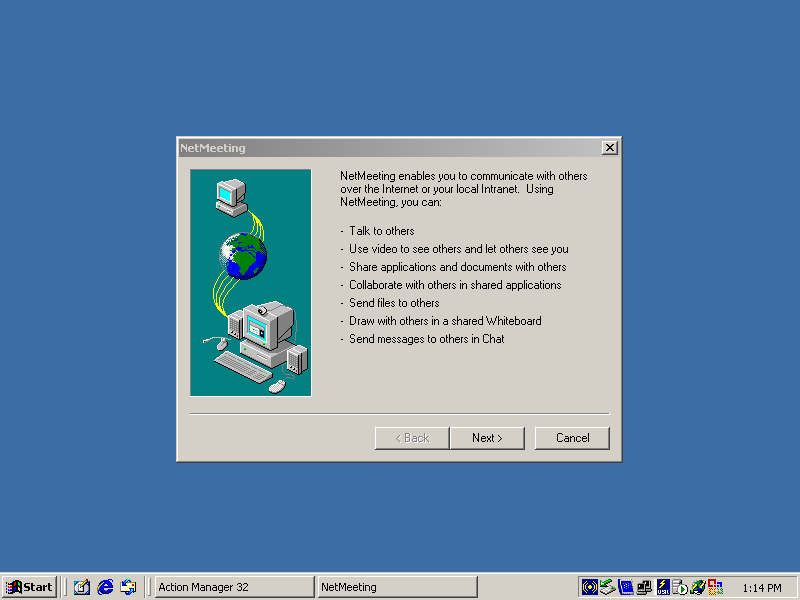 NetMeeting
NetMeeting enables you to communicate with others
over the Internet or your local Intranet. Using
NetMeeting, you can:
- Talk to others
- Use video to see others and let others see you
- Share applications and documents with others
- Collaborate with others in shared applications
- Send files to others
- Draw with others in a shared Whiteboard
- Send messages to others in Chat
< Back
Next >
Cancel
Start
Action Manager 32
NetMeeting
USB
1:14 PM